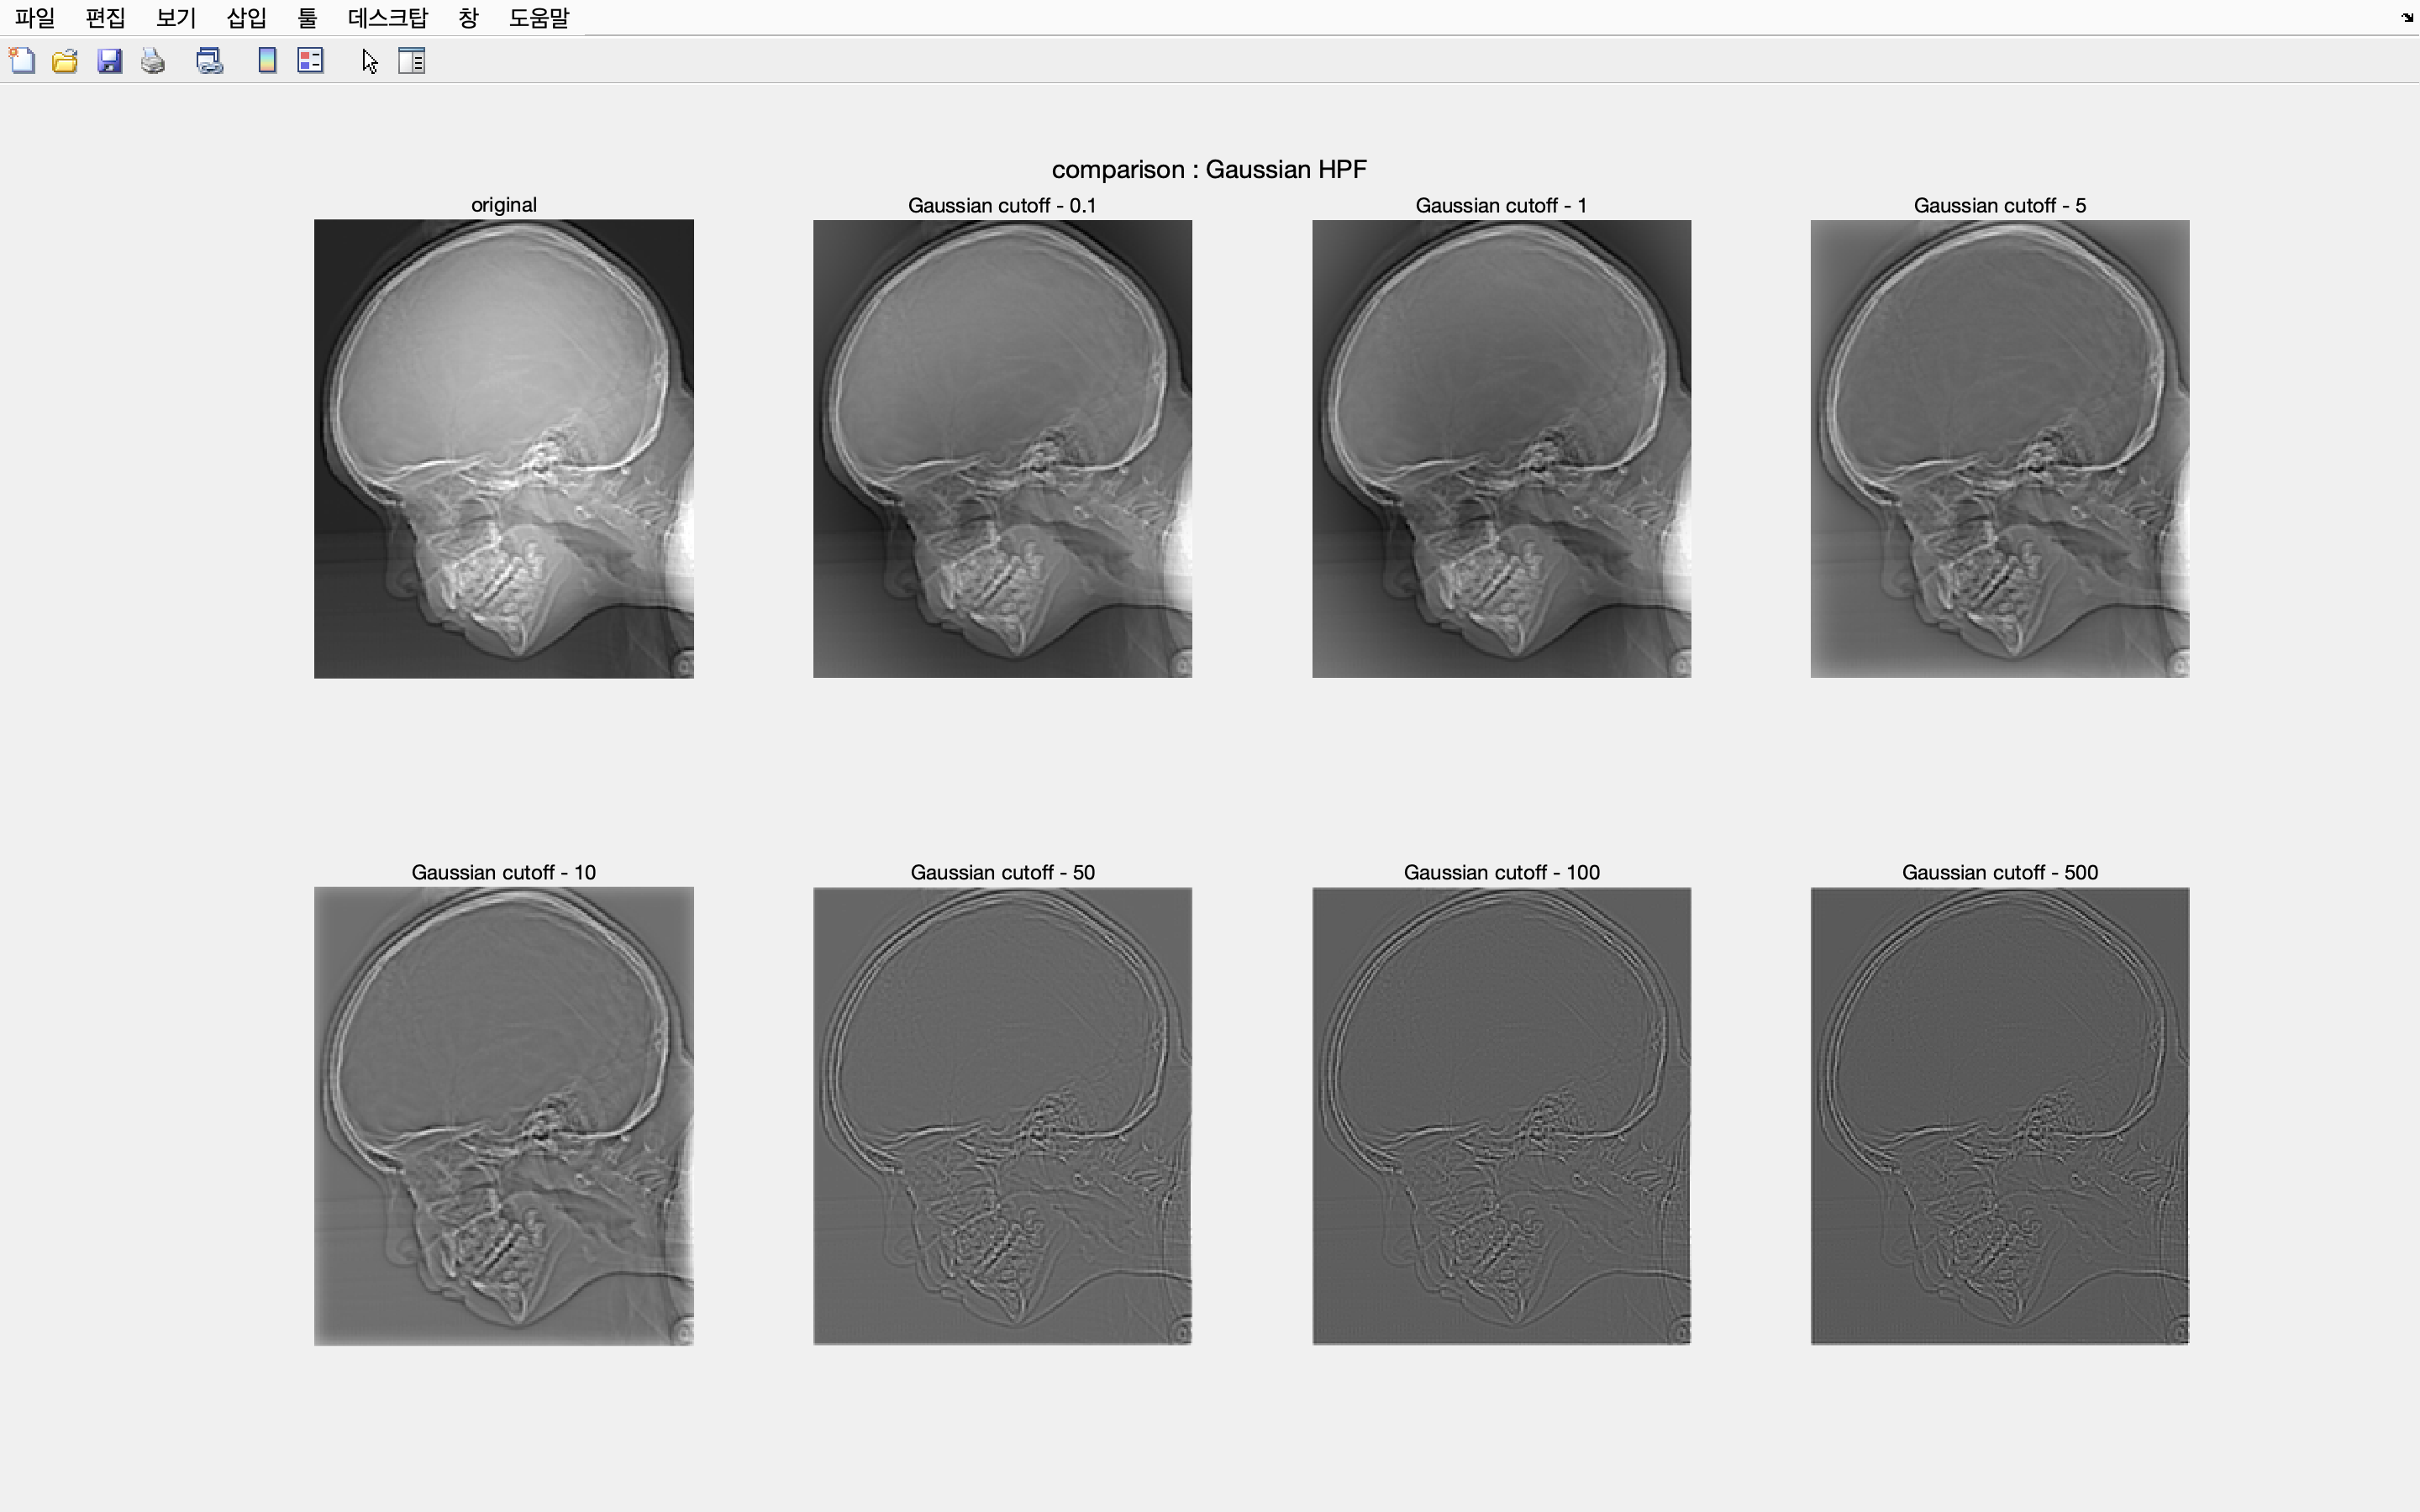 파일 편집 보기 삽입 툴 데스크탑 창 도움말
comparison : Gaussian HPF
original
Gaussian cutoff - 0.1
Gaussian cutoff - 1
Gaussian cutoff - 5
Gaussian cutoff - 10
Gaussian cutoff - 50
Gaussian cutoff - 100
Gaussian cutoff - 500